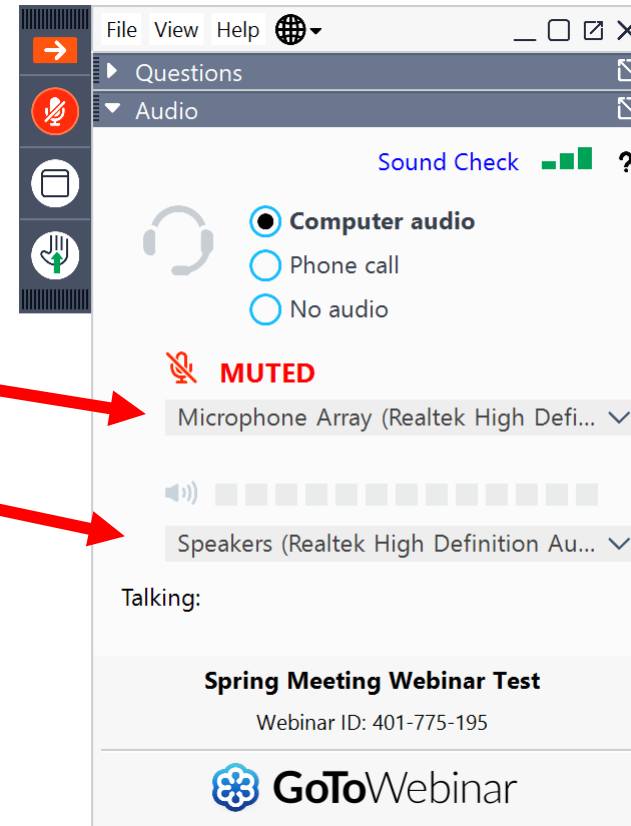 File View Help
Questions
Audio
Sound Check ?
Computer audio
Phone call
No audio
MUTED
Microphone Array (Realtek High Defi...
Speakers (Realtek High Definition Au...
Talking:
Spring Meeting Webinar Test
Webinar ID: 401-775-195
GoToWebinar